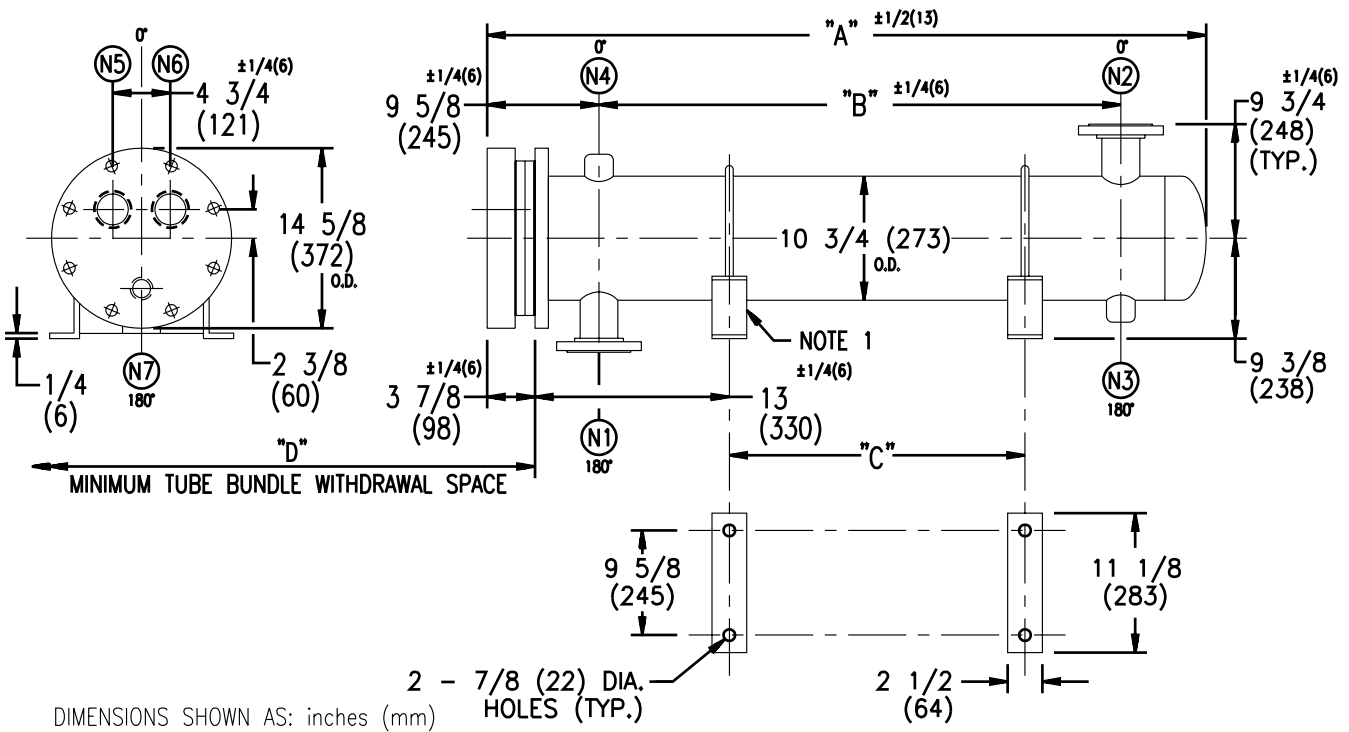 0°
N5
N6
±1/4(6)
4 3/4
(121)
14 5/8
(372)
O.D.
2 3/8
(60)
1/4
(6)
N7
180°
"A" ±1/2(13)
±1/4(6)
9 5/8
(245)
0°
N4
"B" ±1/4(6)
0°
N2
±1/4(6)
9 3/4
(248)
(TYP.)
10 3/4 (273)
O.D.
NOTE 1
±1/4(6)
3 7/8
(98)
±1/4(6)
13
(330)
N1
180°
N3
180°
9 3/8
(238)
"D"
MINIMUM TUBE BUNDLE WITHDRAWAL SPACE
"C"
9 5/8
(245)
11 1/8
(283)
2 - 7/8 (22) DIA.
HOLES (TYP.)
2 1/2
(64)
DIMENSIONS SHOWN AS: inches (mm)